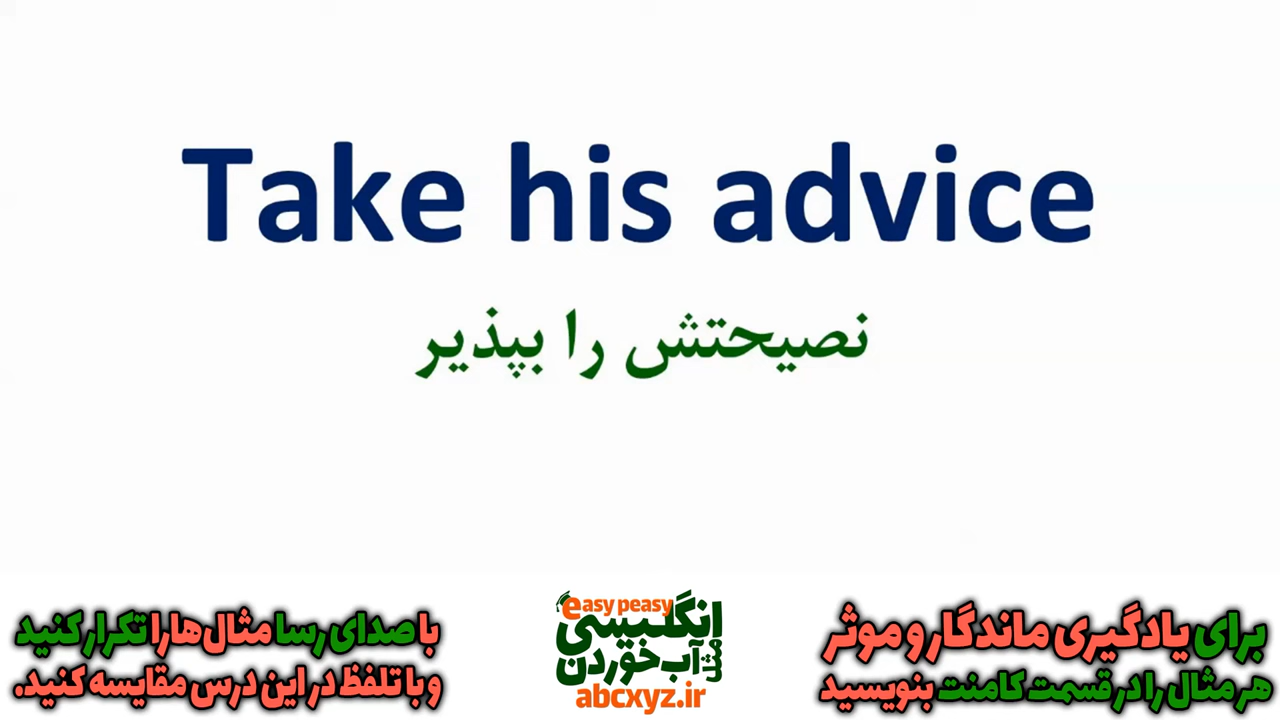 Take his advice
نصیحتش را بپذیر
برای یادگیری ماندگار و موثر
هر مثال را در قسمت کامنت بنویسید
easy peasy
انگلیسی
مثل آب خوردن
abcxyz.ir
با صدای رسا مثال‌ها را تکرار کنید
و با تلفظ در این درس مقایسه کنید.